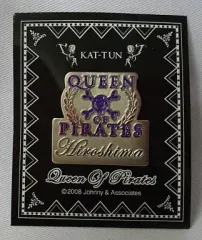 KAT-TUN
QUEEN
OF
PIRATES
Hiroshima
Queen Of Pirates
©2008 Johnny & Associates